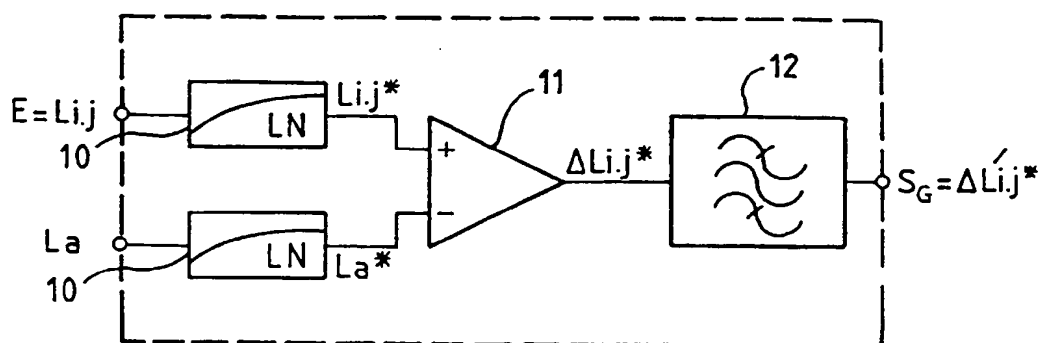 E=Li.j
10
LN
Li.j*
La
10
LN
La*
+
−
11
ΔLi.j*
12
S_G=ΔL′i.j*